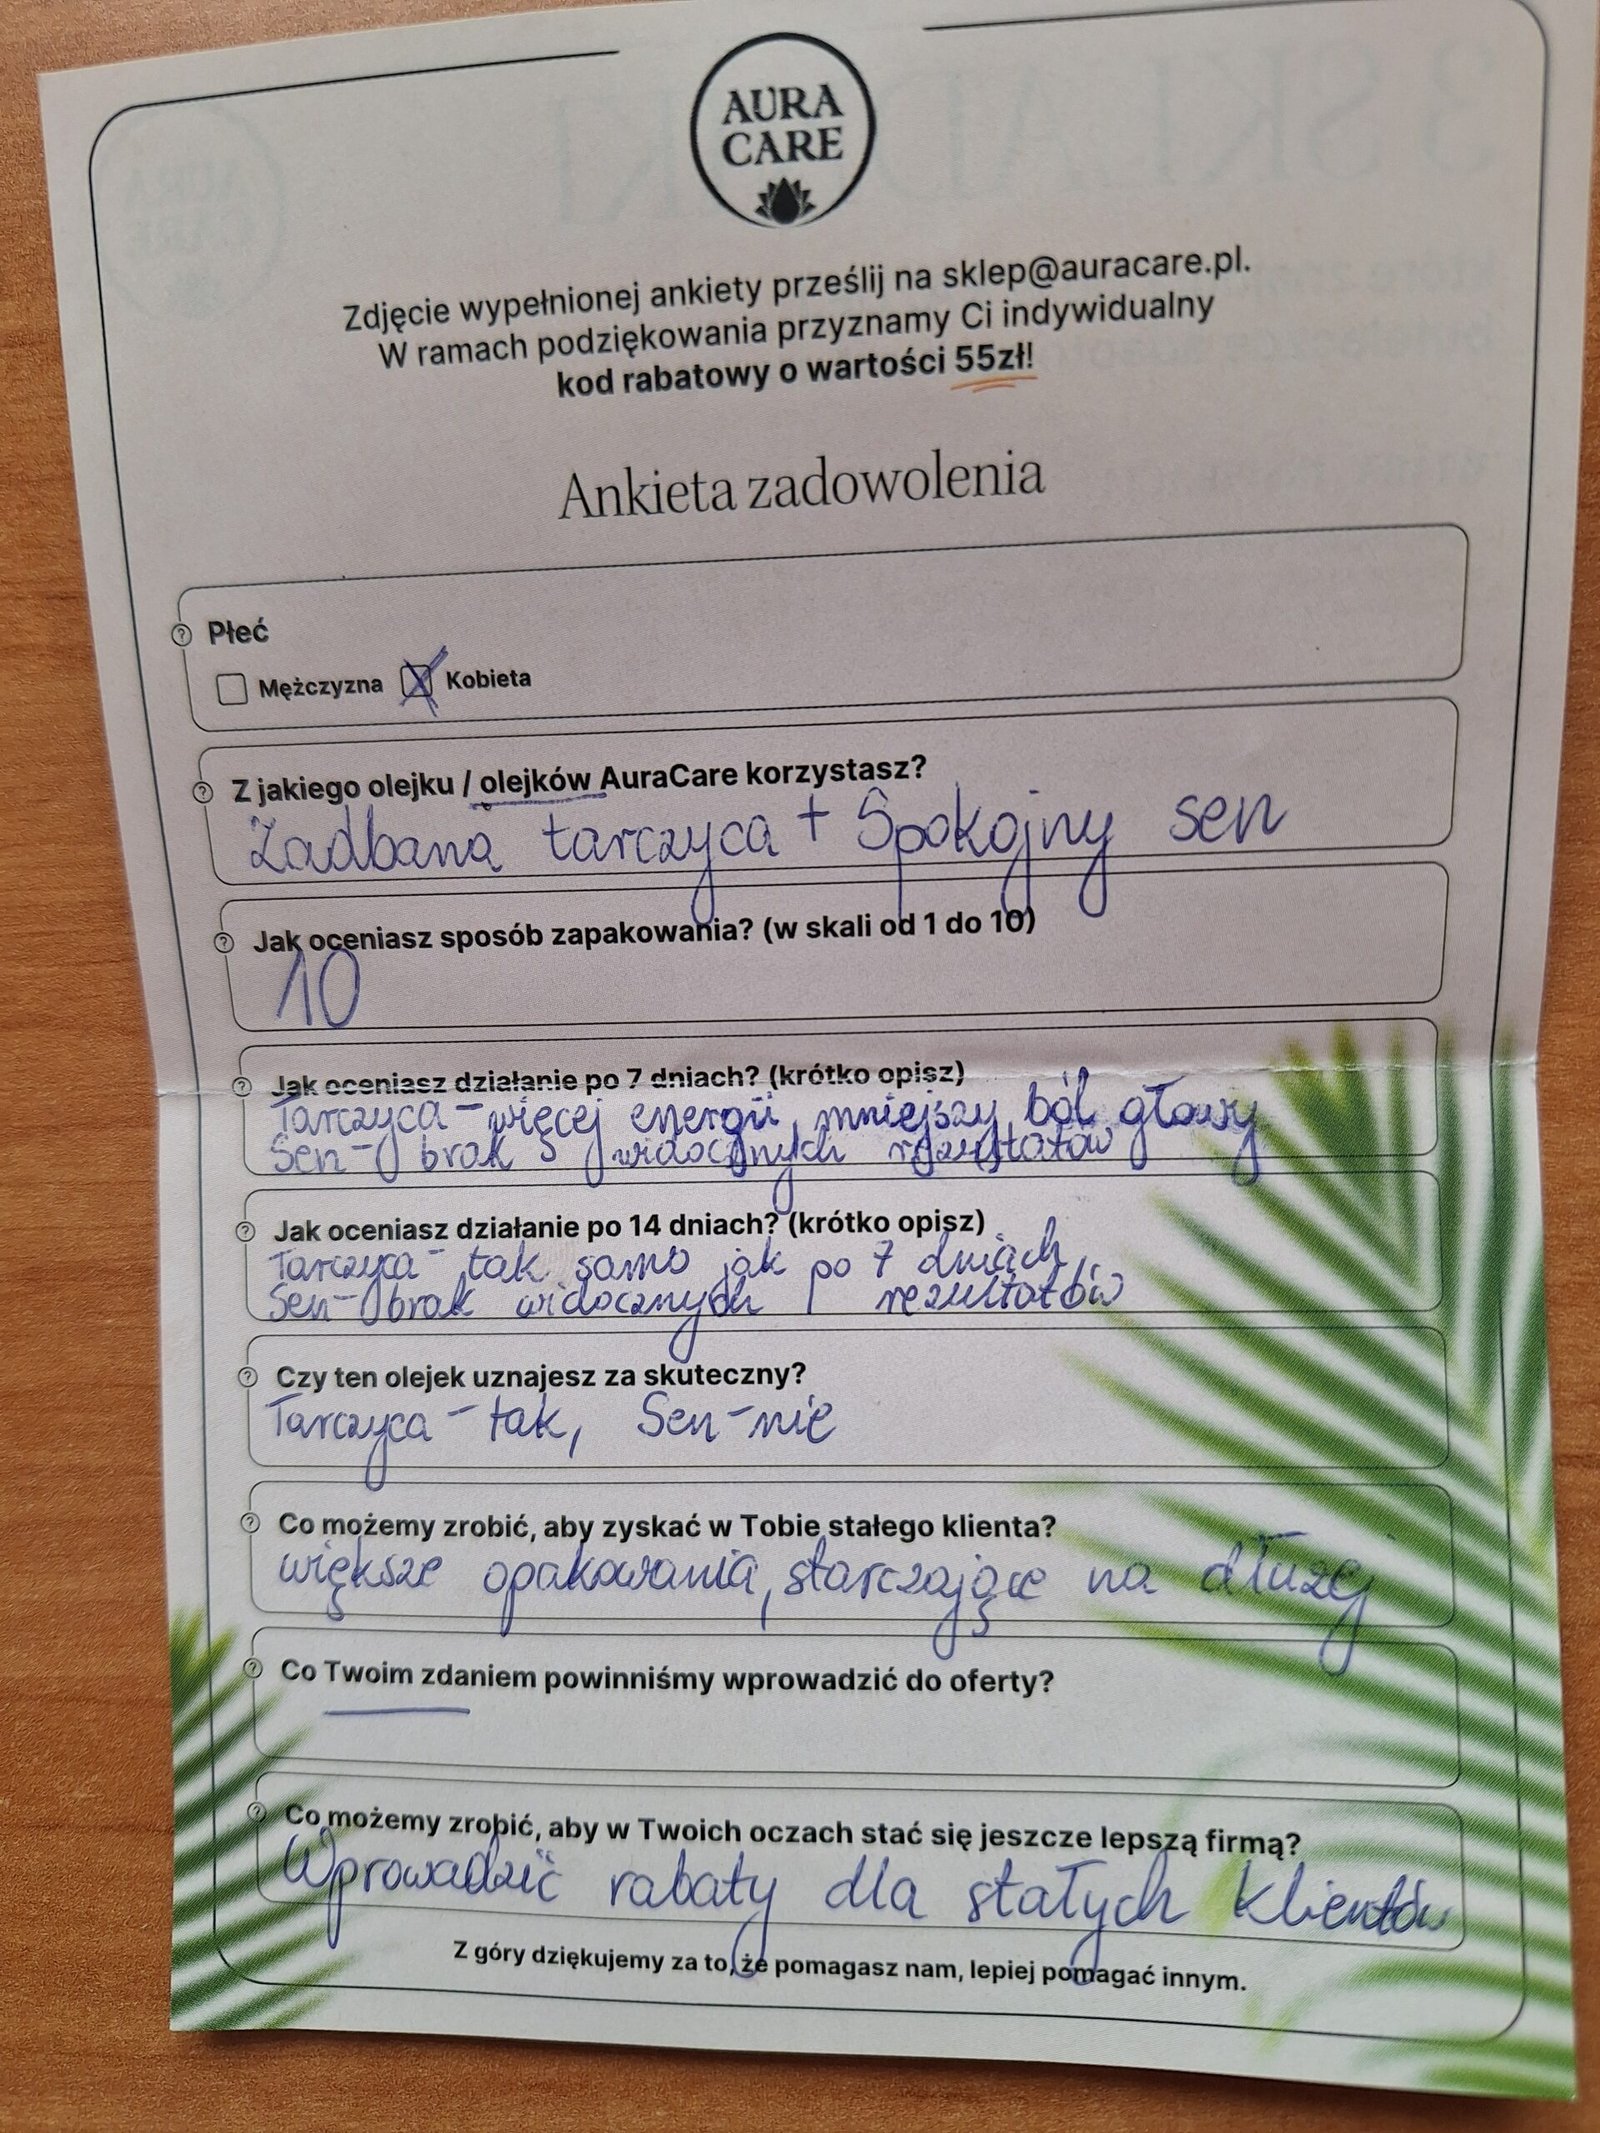 AURA
CARE
Zdjęcie wypełnionej ankiety prześlij na sklep@auracare.pl.
W ramach podziękowania przyznamy Ci indywidualny
kod rabatowy o wartości 55zł!
Ankieta zadowolenia
Płeć
Mężczyzna Kobieta
Z jakiego olejku / olejków AuraCare korzystasz?
Zadbana tarczyca + Spokojny sen
Jak oceniasz sposób zapakowania? (w skali od 1 do 10)
10
Jak oceniasz działanie po 7 dniach? (krótko opisz)
Tarczyca - więcej energii, mniejszy ból głowy
Sen - brak widocznych rezultatów
Jak oceniasz działanie po 14 dniach? (krótko opisz)
Tarczyca - tak samo jak po 7 dniach,
Sen - brak widocznych rezultatów
Czy ten olejek uznajesz za skuteczny?
Tarczyca - tak, Sen - nie
Co możemy zrobić, aby zyskać w Tobie stałego klienta?
większe opakowania, starczające na dłużej
Co Twoim zdaniem powinniśmy wprowadzić do oferty?
Co możemy zrobić, aby w Twoich oczach stać się jeszcze lepszą firmą?
Wprowadzić rabaty dla stałych klientów
Z góry dziękujemy za to, że pomagasz nam, lepiej pomagać innym.